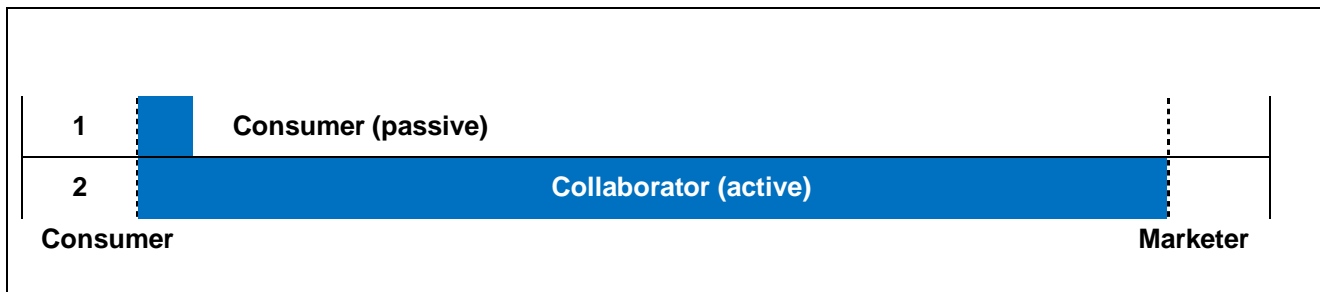 1 Consumer (passive)
2 Collaborator (active)
Consumer Marketer